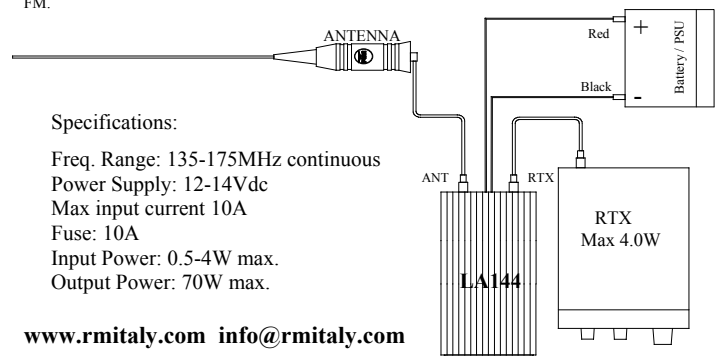 FM.
ANTENNA
Red
+
Battery / PSU
Black
-
Specifications:
Freq. Range: 135-175MHz continuous
Power Supply: 12-14Vdc
Max input current 10A
Fuse: 10A
Input Power: 0.5-4W max.
Output Power: 70W max.
ANT
RTX
RTX
Max 4.0W
LA144
www.rmitaly.com info@rmitaly.com